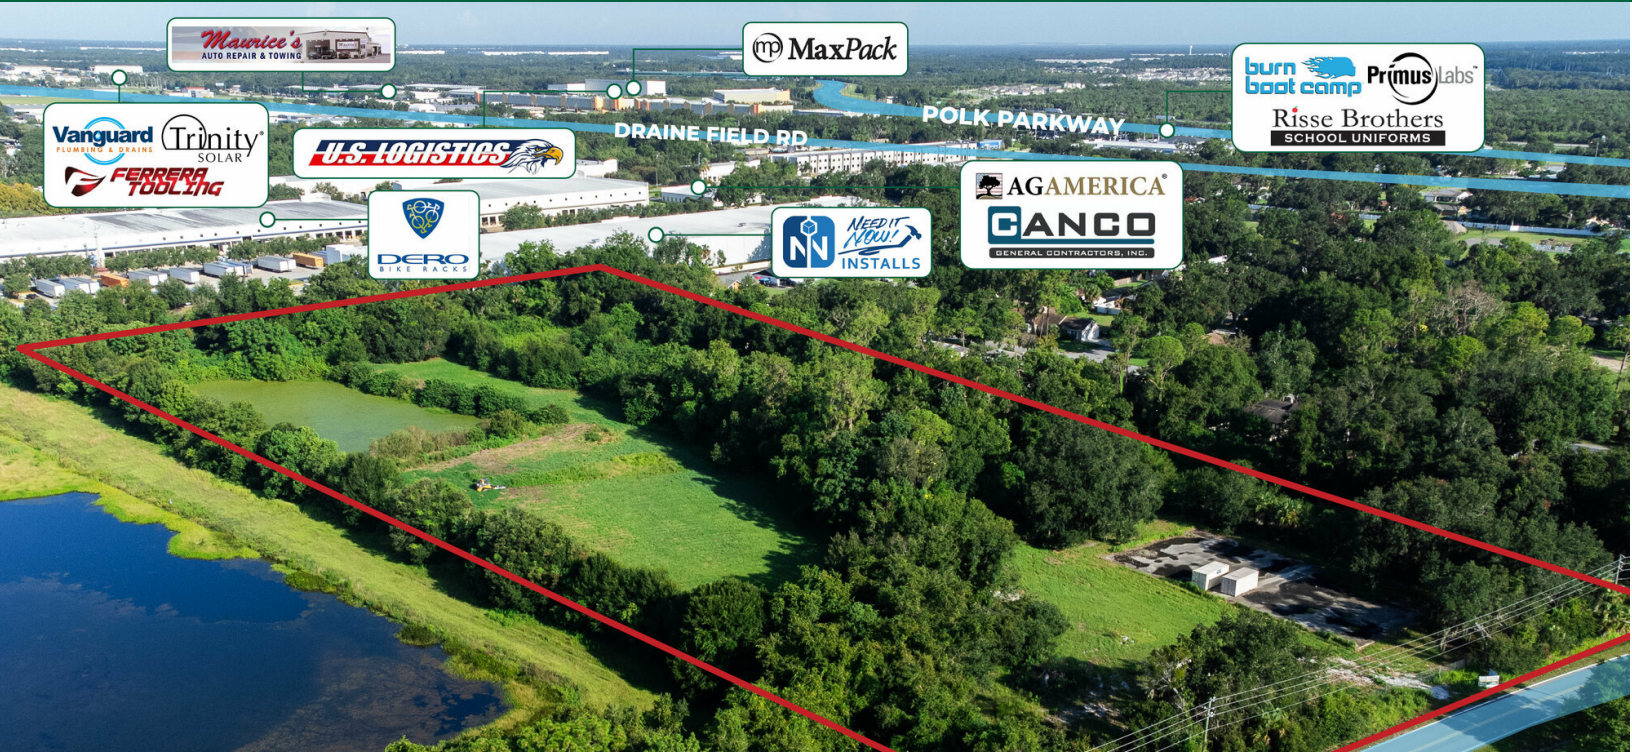 Maurice's
AUTO REPAIR & TOWING
mp MaxPack
burn
boot camp
Primus Labs™
Risse Brothers
SCHOOL UNIFORMS
Vanguard
PLUMBING & DRAINS
Trinity®
SOLAR
FERRERA
TOOLING
U.S. LOGISTICS
DRAINE FIELD RD
POLK PARKWAY
AGAMERICA®
CANCO
GENERAL CONTRACTORS, INC.
DERO
BIKE RACKS
N
NEED IT
NOW!
INSTALLS